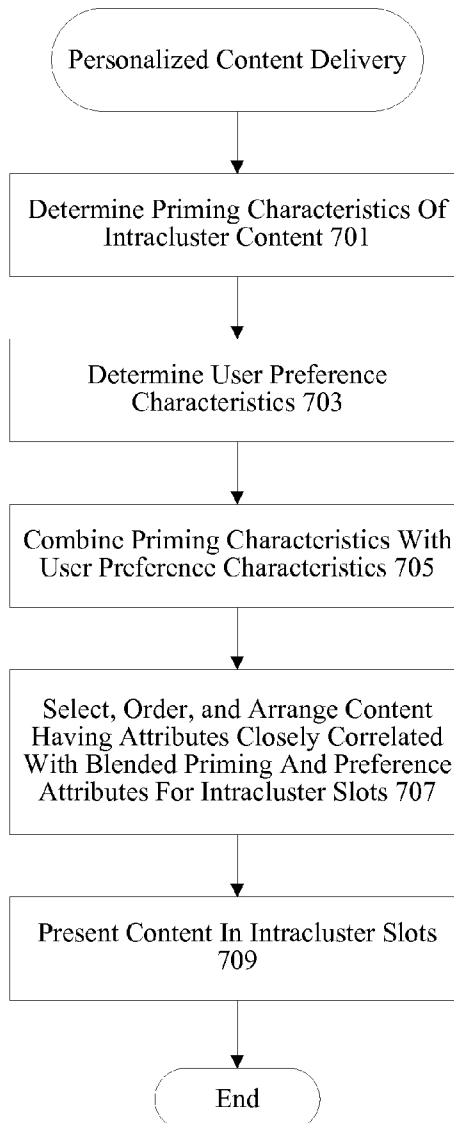 Personalized Content Delivery
Determine Priming Characteristics Of
Intracluster Content 701
Determine User Preference
Characteristics 703
Combine Priming Characteristics With
User Preference Characteristics 705
Select, Order, and Arrange Content
Having Attributes Closely Correlated
With Blended Priming And Preference
Attributes For Intracluster Slots 707
Present Content In Intracluster Slots
709
End